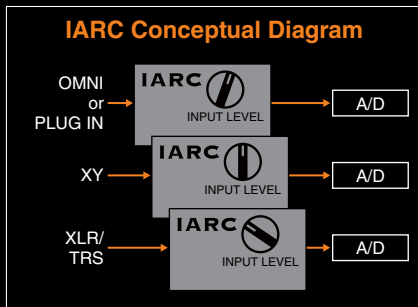 IARC Conceptual Diagram
OMNI
or
PLUG IN
IARC
INPUT LEVEL
A/D
XY
IARC
INPUT LEVEL
A/D
XLR/
TRS
IARC
INPUT LEVEL
A/D